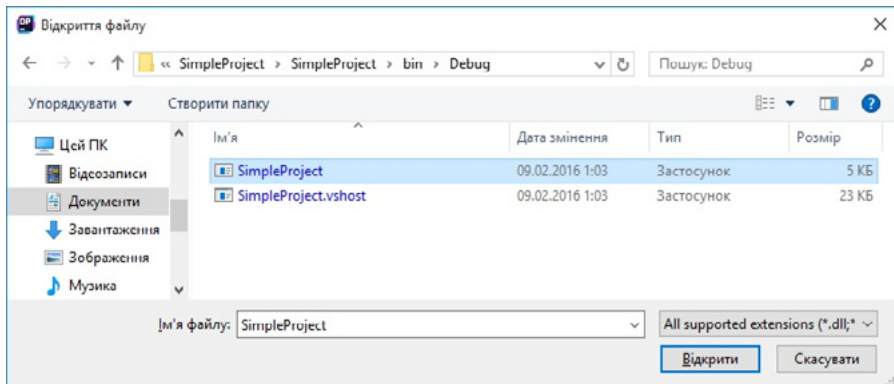 DP Відкриття файлу
« SimpleProject › SimpleProject › bin › Debug Пошук: Debug
Упорядкувати Створити папку
Ім'я Дата змінення Тип Розмір
Цей ПК
Відеозаписи
Документи
Завантаження
Зображення
Музика
SimpleProject 09.02.2016 1:03 Застосунок 5 КБ
SimpleProject.vshost 09.02.2016 1:03 Застосунок 23 КБ
Ім'я файлу: SimpleProject All supported extensions (*.dll;*
Відкрити Скасувати